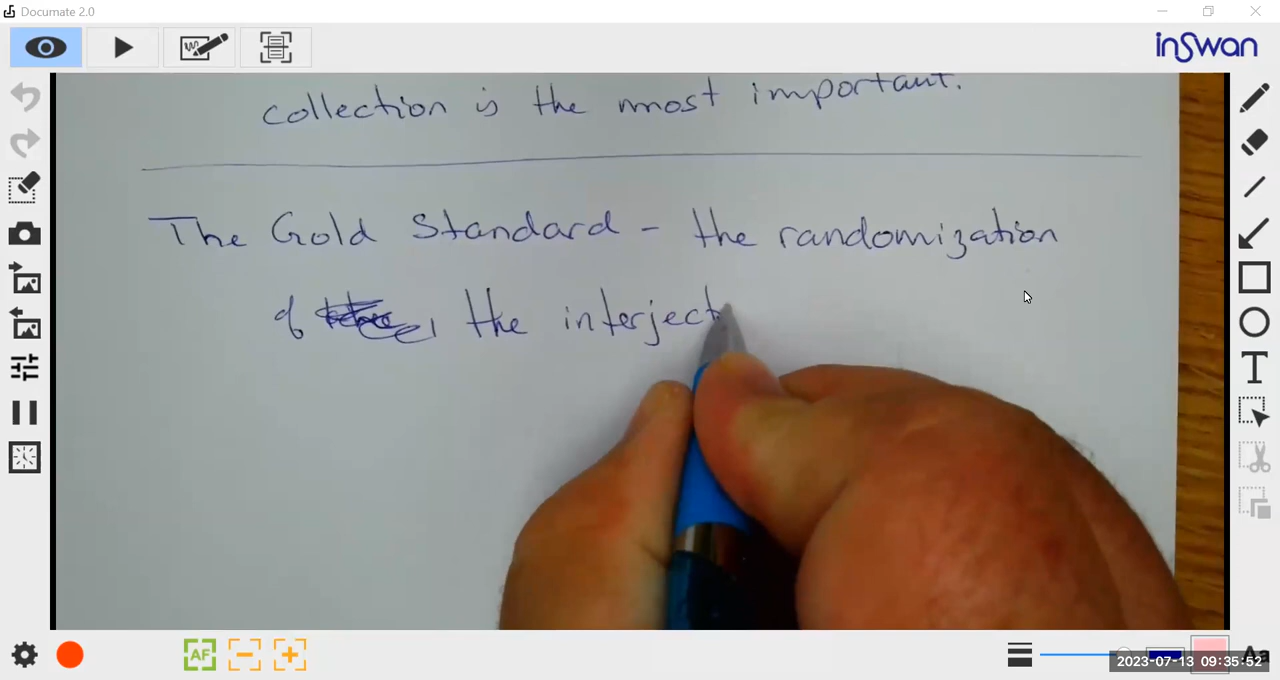 Documate 2.0
inSwan
collection is the most important.
The Gold Standard - the randomization
of the interject
T
AF
Aa
2023-07-13 09:35:52